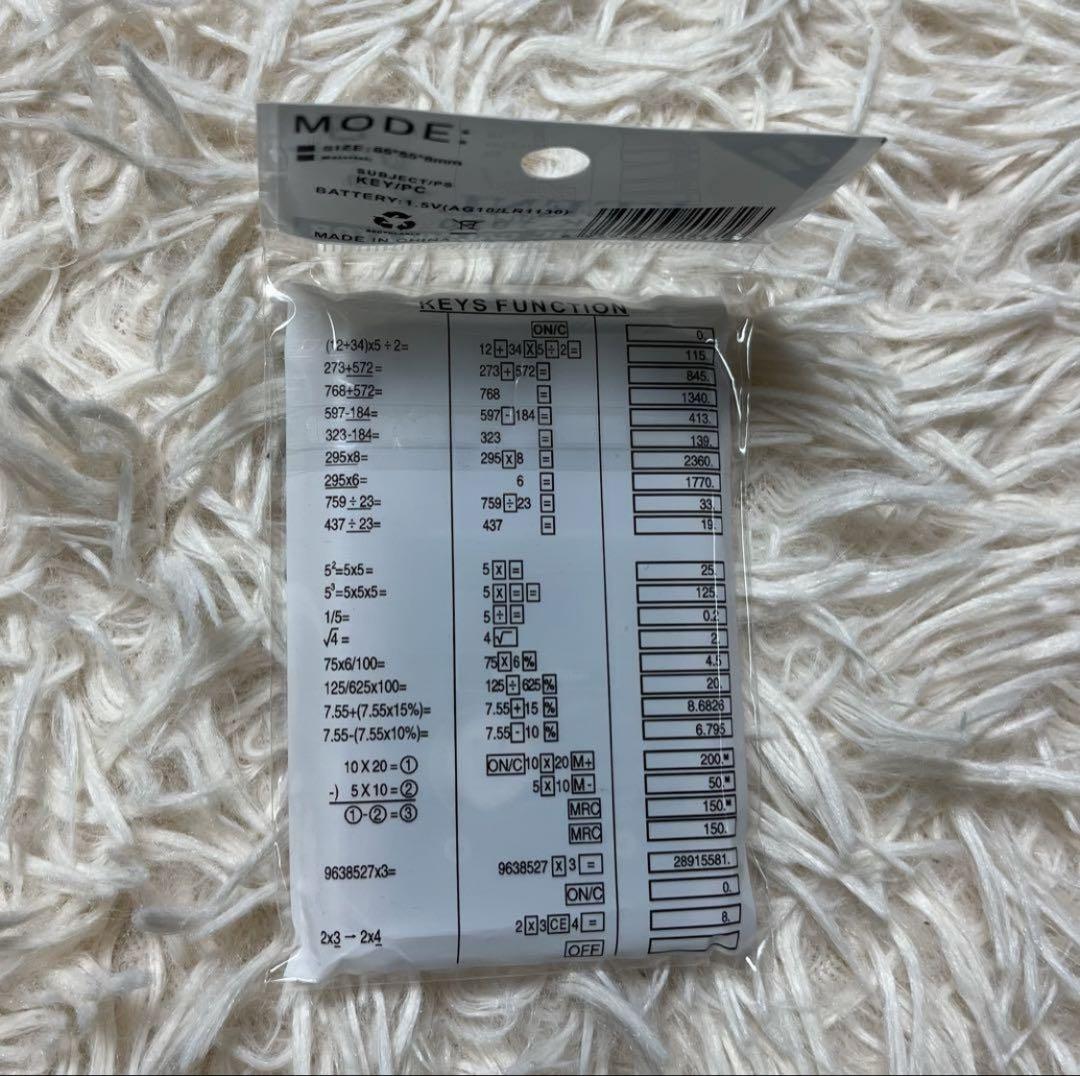 MODE:
SIZE:85*55*8mm
SUBJECT/PS
KEY/PC
BATTERY:1.5V(AG10/LR1130)
MADE IN CHINA
KEYS FUNCTION
ON/C 0.
(12+34)x5÷2= 12+34X5÷2= 115.
273+572= 273+572= 845.
768+572= 768 = 1340.
597-184= 597-184= 413.
323-184= 323 = 139.
295x8= 295X8 = 2360.
295x6= 6 = 1770.
759÷23= 759÷23 = 33.
437÷23= 437 = 19.
5²=5x5= 5X= 25.
5³=5x5x5= 5X== 125.
1/5= 5÷= 0.2
√4= 4√ 2.
75x6/100= 75X6% 4.5
125/625x100= 125÷625% 20.
7.55+(7.55x15%)= 7.55+15% 8.6826
7.55-(7.55x10%)= 7.55-10% 6.795
10X20=① ON/C10X20M+ 200.ᴹ
-) 5X10=② 5X10M- 50.ᴹ
①-②=③ MRC 150.ᴹ
MRC 150.
9638527x3= 9638527X3= 28915581.
ON/C 0.
2x3→2x4 2X3CE4= 8.
OFF